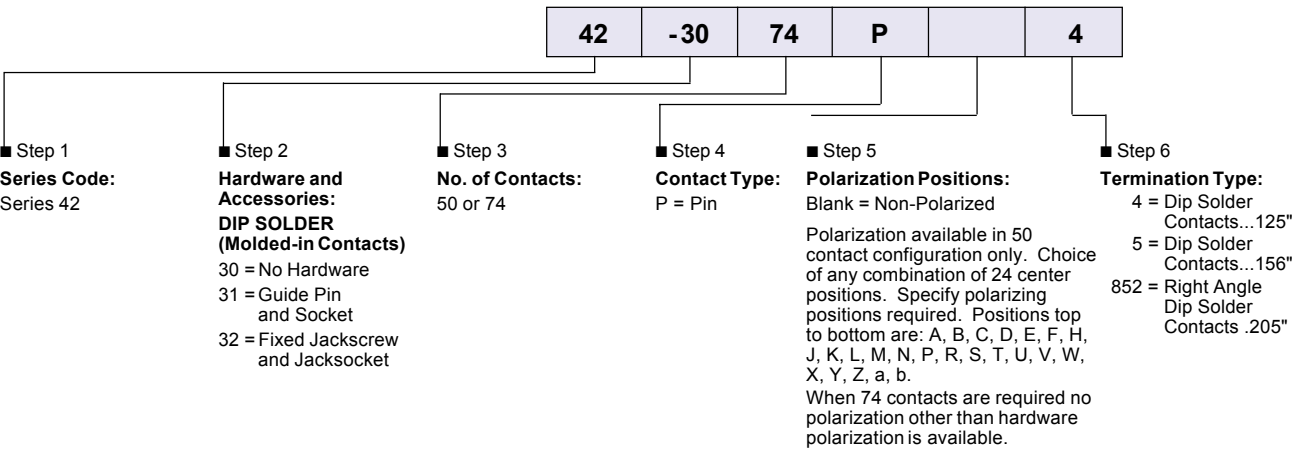 42 -30 74 P 4
■ Step 1
Series Code:
Series 42
■ Step 2
Hardware and
Accessories:
DIP SOLDER
(Molded-in Contacts)
30 = No Hardware
31 = Guide Pin
and Socket
32 = Fixed Jackscrew
and Jacksocket
■ Step 3
No. of Contacts:
50 or 74
■ Step 4
Contact Type:
P = Pin
■ Step 5
Polarization Positions:
Blank = Non-Polarized
Polarization available in 50
contact configuration only. Choice
of any combination of 24 center
positions. Specify polarizing
positions required. Positions top
to bottom are: A, B, C, D, E, F, H,
J, K, L, M, N, P, R, S, T, U, V, W,
X, Y, Z, a, b.
When 74 contacts are required no
polarization other than hardware
polarization is available.
■ Step 6
Termination Type:
4 = Dip Solder
Contacts...125"
5 = Dip Solder
Contacts...156"
852 = Right Angle
Dip Solder
Contacts .205"